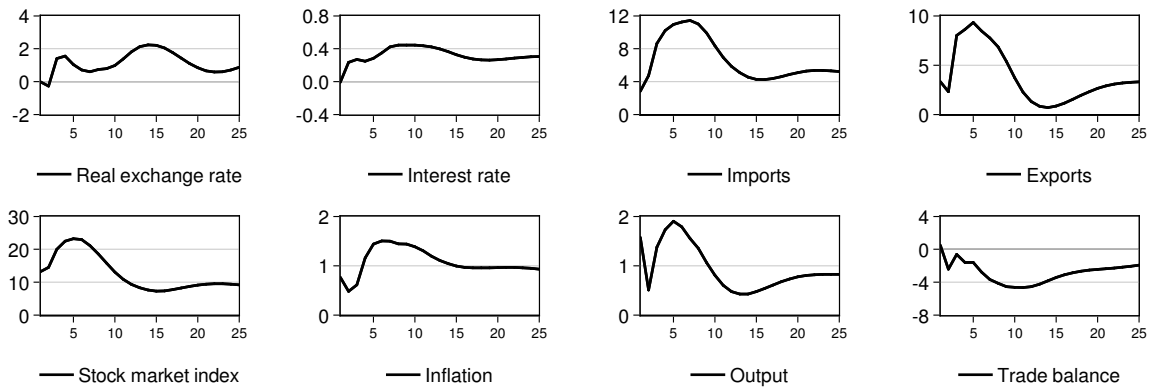 4
2
0
-2
5 10 15 20 25
Real exchange rate
0.8
0.4
0.0
-0.4
5 10 15 20 25
Interest rate
12
8
4
0
5 10 15 20 25
Imports
10
5
0
5 10 15 20 25
Exports
30
20
10
0
5 10 15 20 25
Stock market index
2
1
0
5 10 15 20 25
Inflation
2
1
0
5 10 15 20 25
Output
4
0
-4
-8
5 10 15 20 25
Trade balance